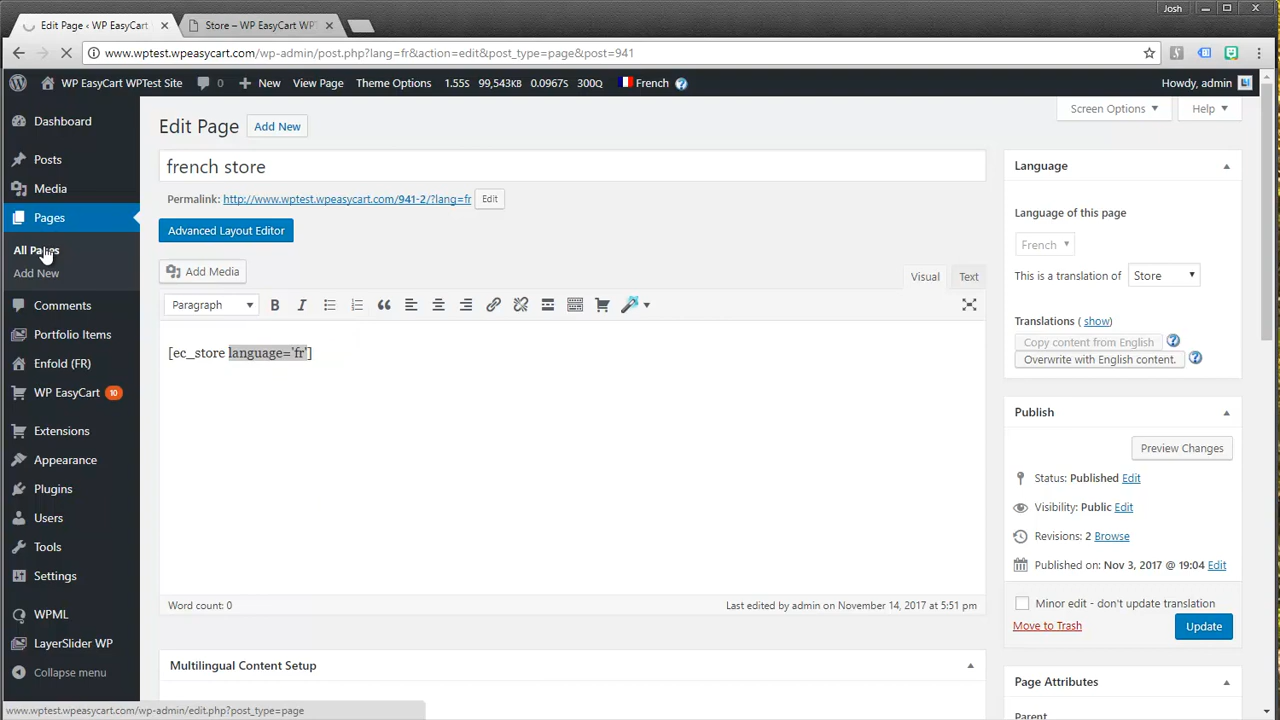 Josh
Edit Page ‹ WP EasyCart
Store – WP EasyCart WPT
www.wptest.wpeasycart.com/wp-admin/post.php?lang=fr&action=edit&post_type=page&post=941
WP EasyCart WPTest Site 0 New View Page Theme Options 1.55s 99,543KB 0.0967S 300Q French Howdy, admin
Screen Options Help
Dashboard
Posts
Media
Pages
All Pages
Add New
Comments
Portfolio Items
Enfold (FR)
WP EasyCart 10
Extensions
Appearance
Plugins
Users
Tools
Settings
WPML
LayerSlider WP
Collapse menu
Edit Page Add New
french store
Permalink: http://www.wptest.wpeasycart.com/941-2/?lang=fr Edit
Advanced Layout Editor
Add Media
Visual Text
Paragraph
[ec_store language='fr']
Word count: 0 Last edited by admin on November 14, 2017 at 5:51 pm
Multilingual Content Setup
Language
Language of this page
French
This is a translation of Store
Translations (show)
Copy content from English
Overwrite with English content.
Publish
Preview Changes
Status: Published Edit
Visibility: Public Edit
Revisions: 2 Browse
Published on: Nov 3, 2017 @ 19:04 Edit
Minor edit - don't update translation
Move to Trash Update
Page Attributes
Parent
www.wptest.wpeasycart.com/wp-admin/edit.php?post_type=page